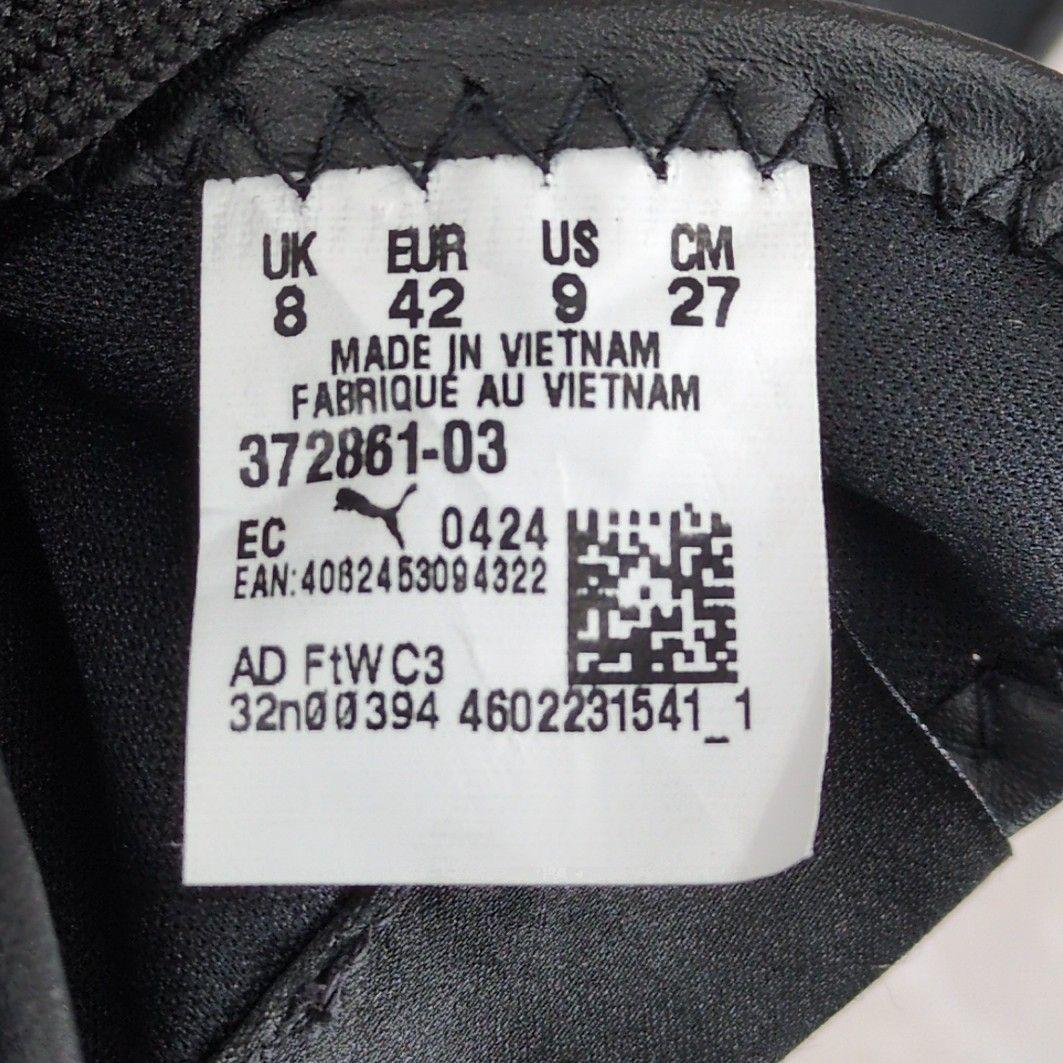 UK EUR US CM
8 42 9 27
MADE IN VIETNAM
FABRIQUÉ AU VIETNAM
372861-03
EC 0424
EAN:4062453094322
AD FtW C3
32n00394 4602231541_1